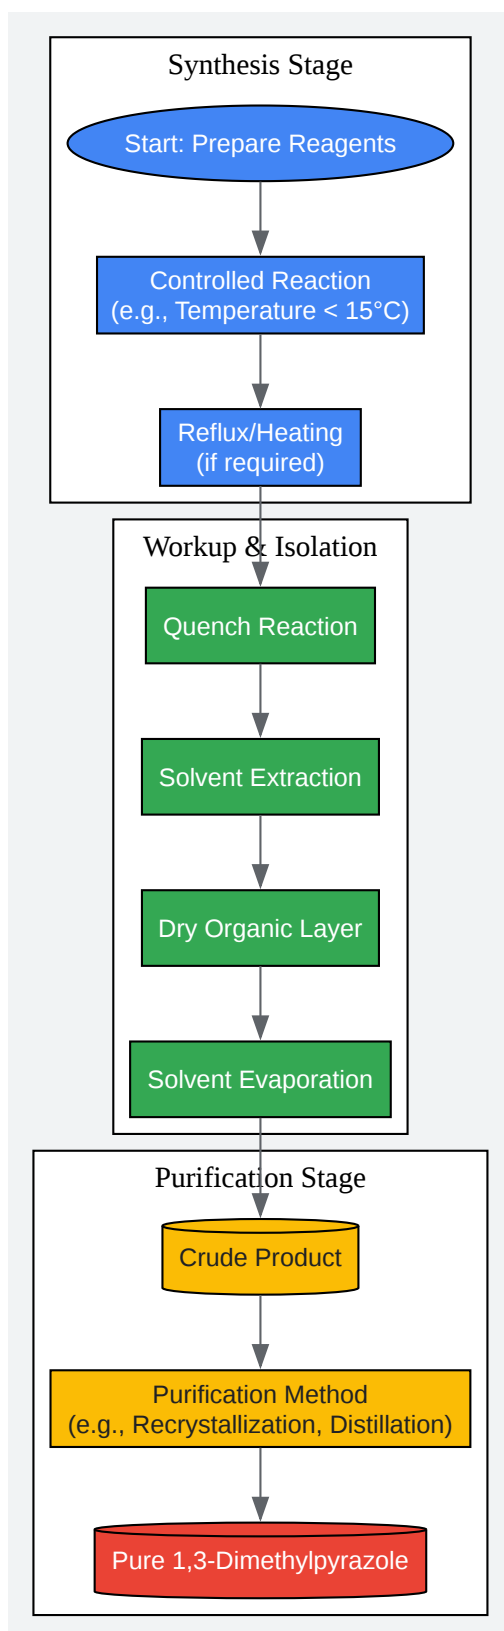 Synthesis Stage
Start: Prepare Reagents
Controlled Reaction
(e.g., Temperature < 15°C)
Reflux/Heating
(if required)
Workup & Isolation
Quench Reaction
Solvent Extraction
Dry Organic Layer
Solvent Evaporation
Purification Stage
Crude Product
Purification Method
(e.g., Recrystallization, Distillation)
Pure 1,3-Dimethylpyrazole